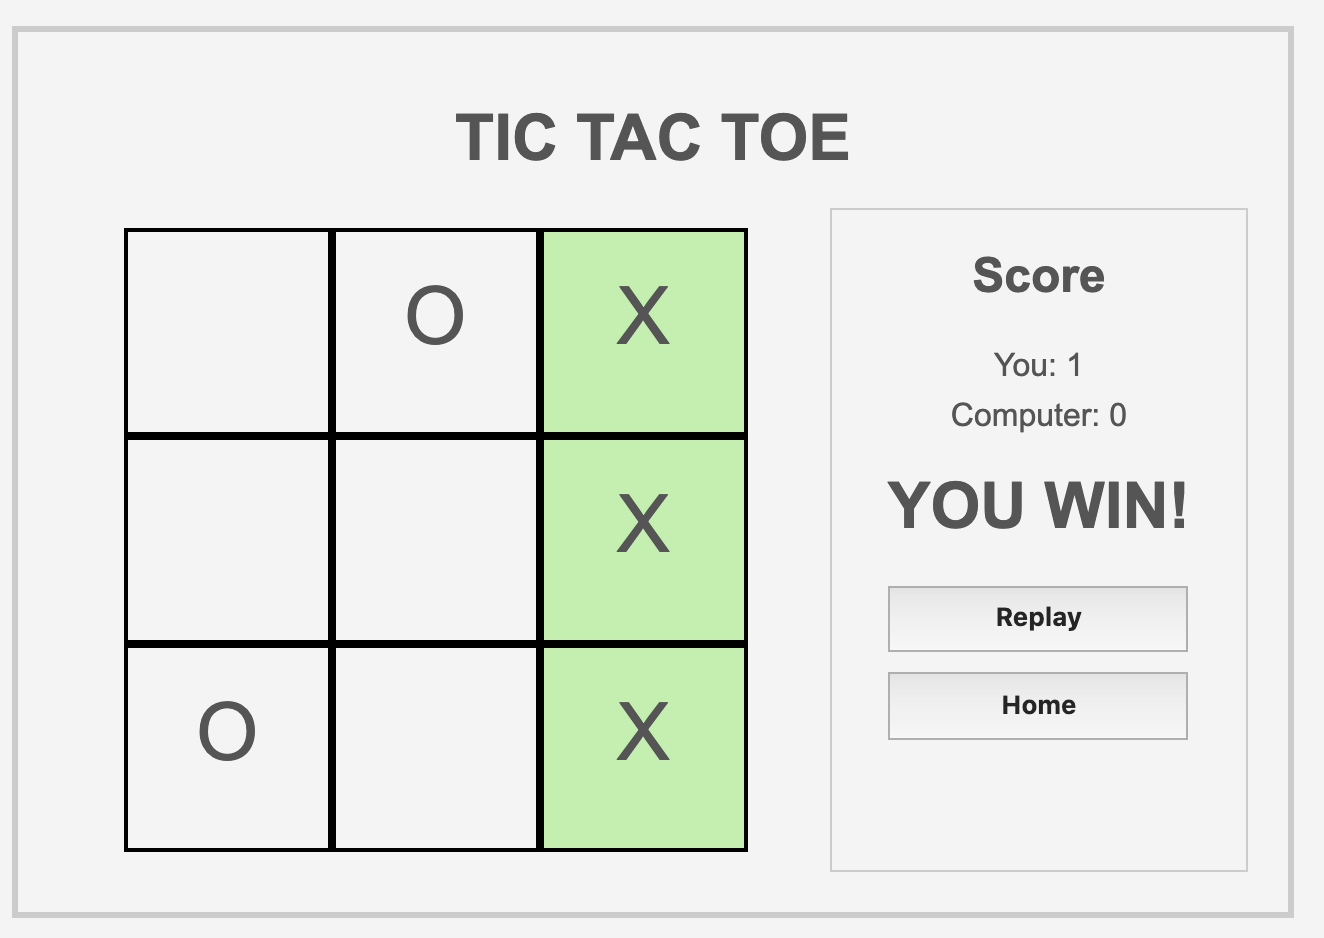 TIC TAC TOE
O X
X
O X
Score
You: 1
Computer: 0
YOU WIN!
Replay
Home